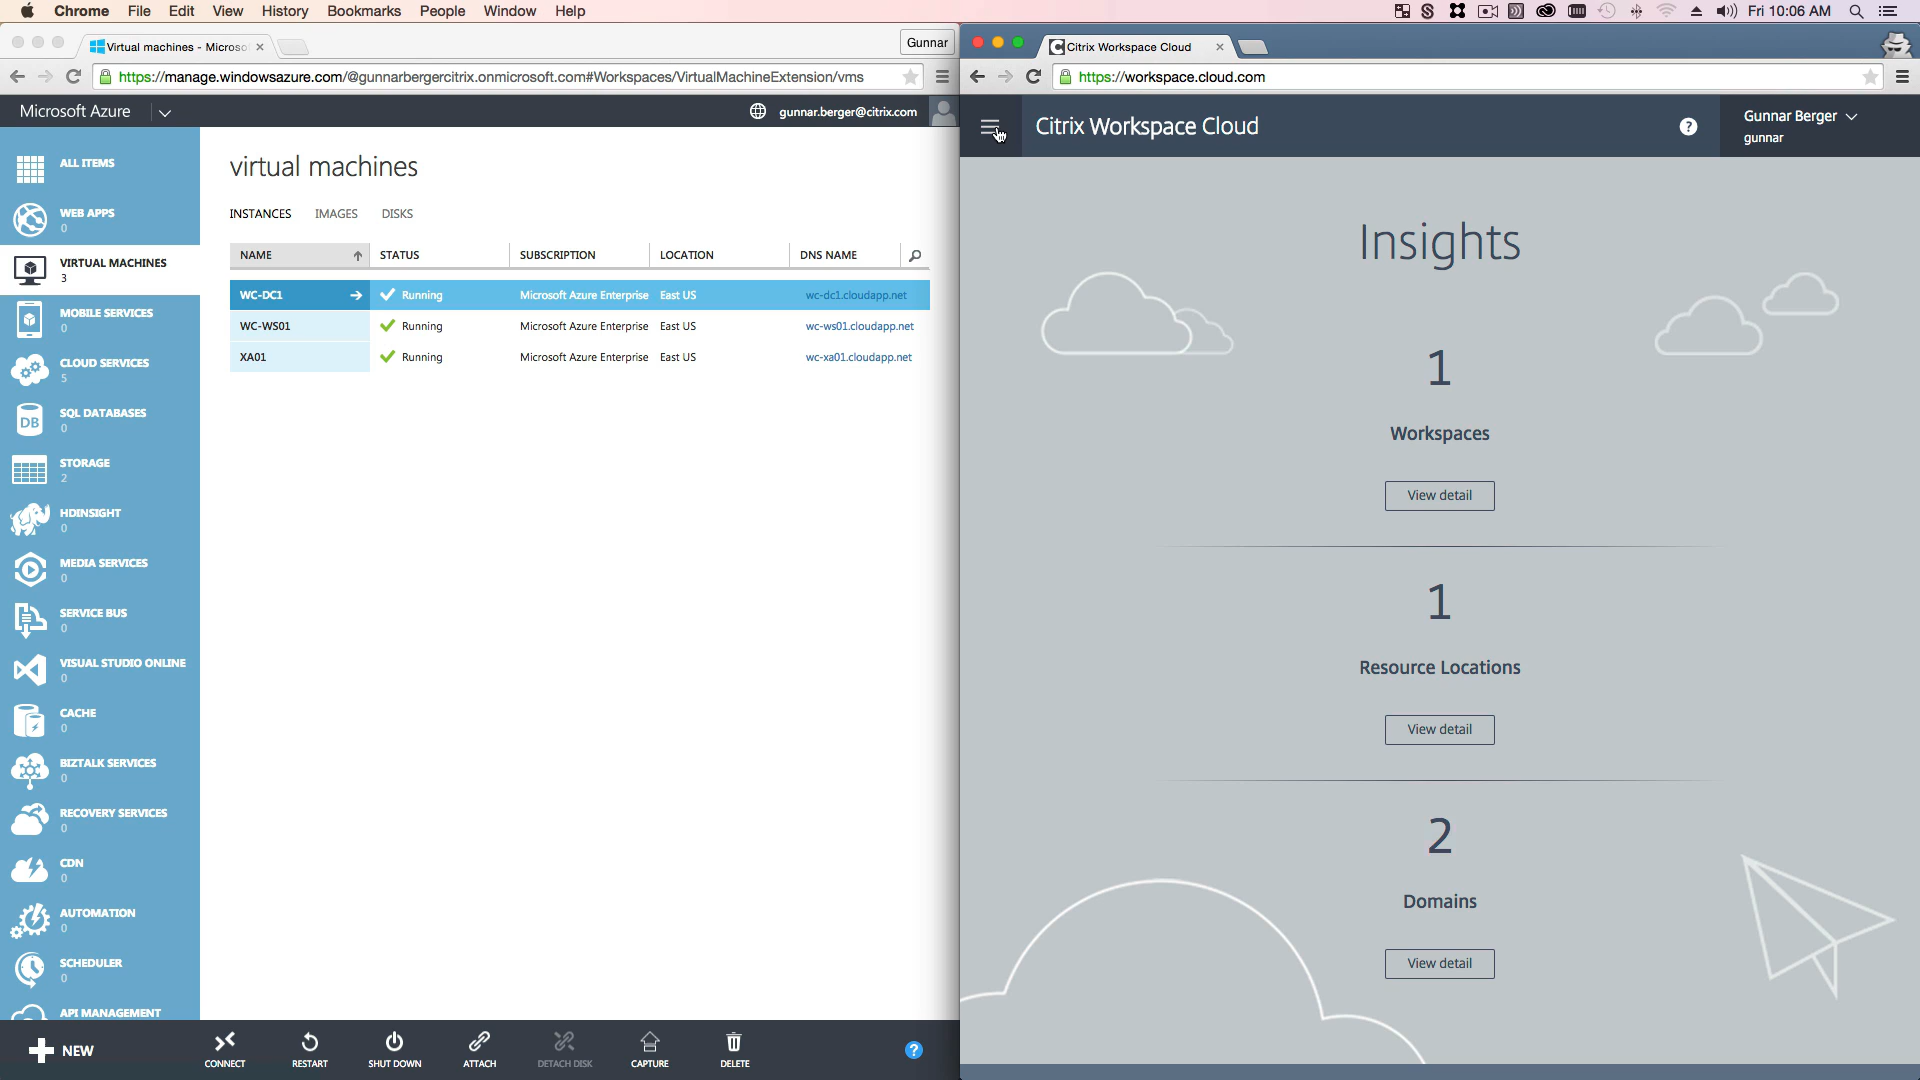 Chrome File Edit View History Bookmarks People Window Help
Fri 10:06 AM
Virtual machines - Microso
Gunnar
https://manage.windowsazure.com/@gunnarbergercitrix.onmicrosoft.com#Workspaces/VirtualMachineExtension/vms
Microsoft Azure
gunnar.berger@citrix.com
ALL ITEMS
WEB APPS
0
VIRTUAL MACHINES
3
MOBILE SERVICES
0
CLOUD SERVICES
5
SQL DATABASES
0
DB
STORAGE
2
HDINSIGHT
0
MEDIA SERVICES
0
SERVICE BUS
0
VISUAL STUDIO ONLINE
0
CACHE
0
BIZTALK SERVICES
0
RECOVERY SERVICES
0
CDN
0
AUTOMATION
0
SCHEDULER
0
API MANAGEMENT
virtual machines
INSTANCES IMAGES DISKS
NAME STATUS SUBSCRIPTION LOCATION DNS NAME
WC-DC1 Running Microsoft Azure Enterprise East US wc-dc1.cloudapp.net
WC-WS01 Running Microsoft Azure Enterprise East US wc-ws01.cloudapp.net
XA01 Running Microsoft Azure Enterprise East US wc-xa01.cloudapp.net
NEW
CONNECT RESTART SHUT DOWN ATTACH DETACH DISK CAPTURE DELETE
?
Citrix Workspace Cloud
https://workspace.cloud.com
Citrix Workspace Cloud
?
Gunnar Berger
gunnar
Insights
1
Workspaces
View detail
1
Resource Locations
View detail
2
Domains
View detail